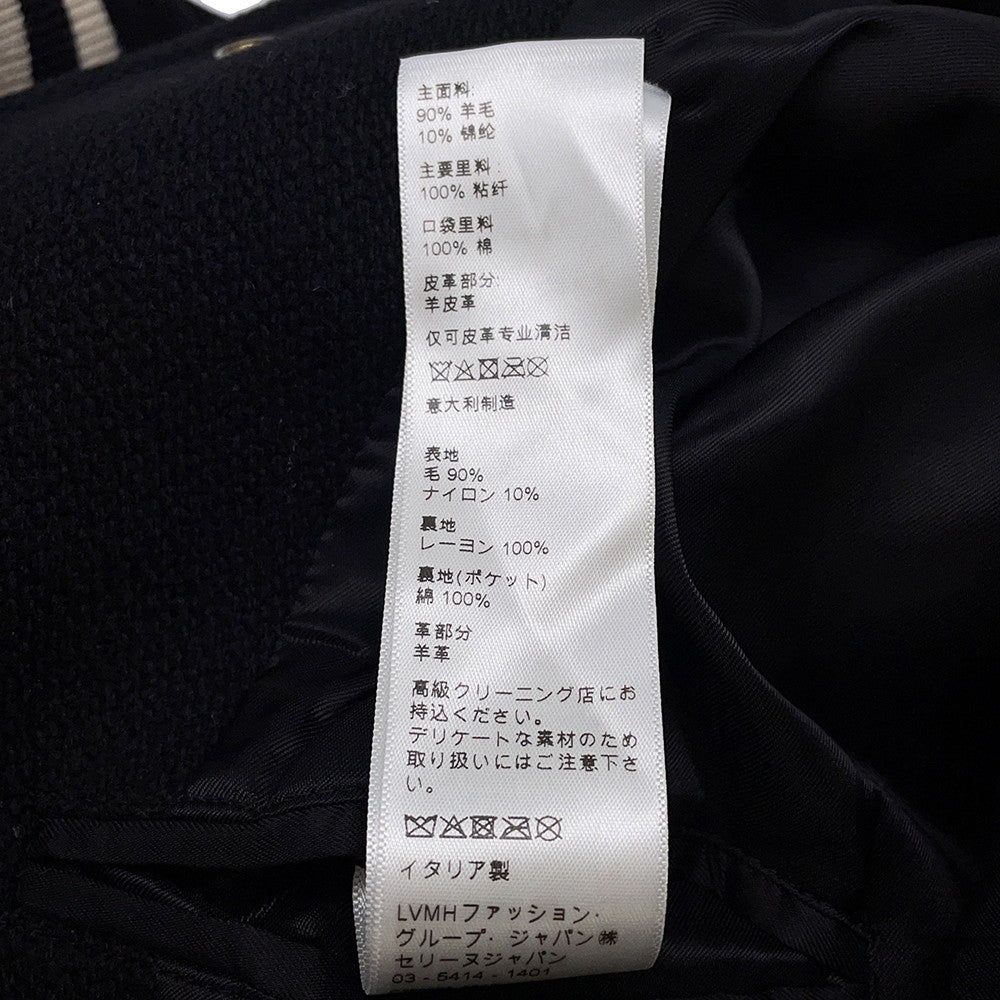 主面料:
90% 羊毛
10% 锦纶
主要里料:
100% 粘纤
口袋里料
100% 棉
皮革部分:
羊皮革
仅可皮革专业清洁
意大利制造
表地
毛 90%
ナイロン 10%
裏地
レーヨン 100%
裏地(ポケット)
綿 100%
革部分
羊革
高級クリーニング店にお
持込ください。
デリケートな素材のため
取り扱いにはご注意下さ
い。
イタリア製
LVMHファッション・
グループ・ジャパン㈱
セリーヌジャパン
03-5414-1401